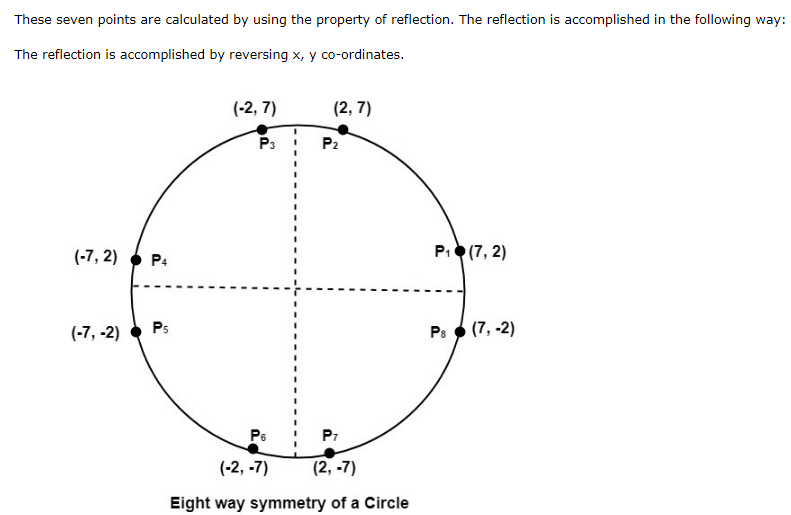 These seven points are calculated by using the property of reflection. The reflection is accomplished in the following way:
The reflection is accomplished by reversing x, y co-ordinates.
(-2, 7) (2, 7)
P3 P2
(-7, 2) P4 P1 (7, 2)
(-7, -2) P5 P8 (7, -2)
P6 P7
(-2, -7) (2, -7)
Eight way symmetry of a Circle